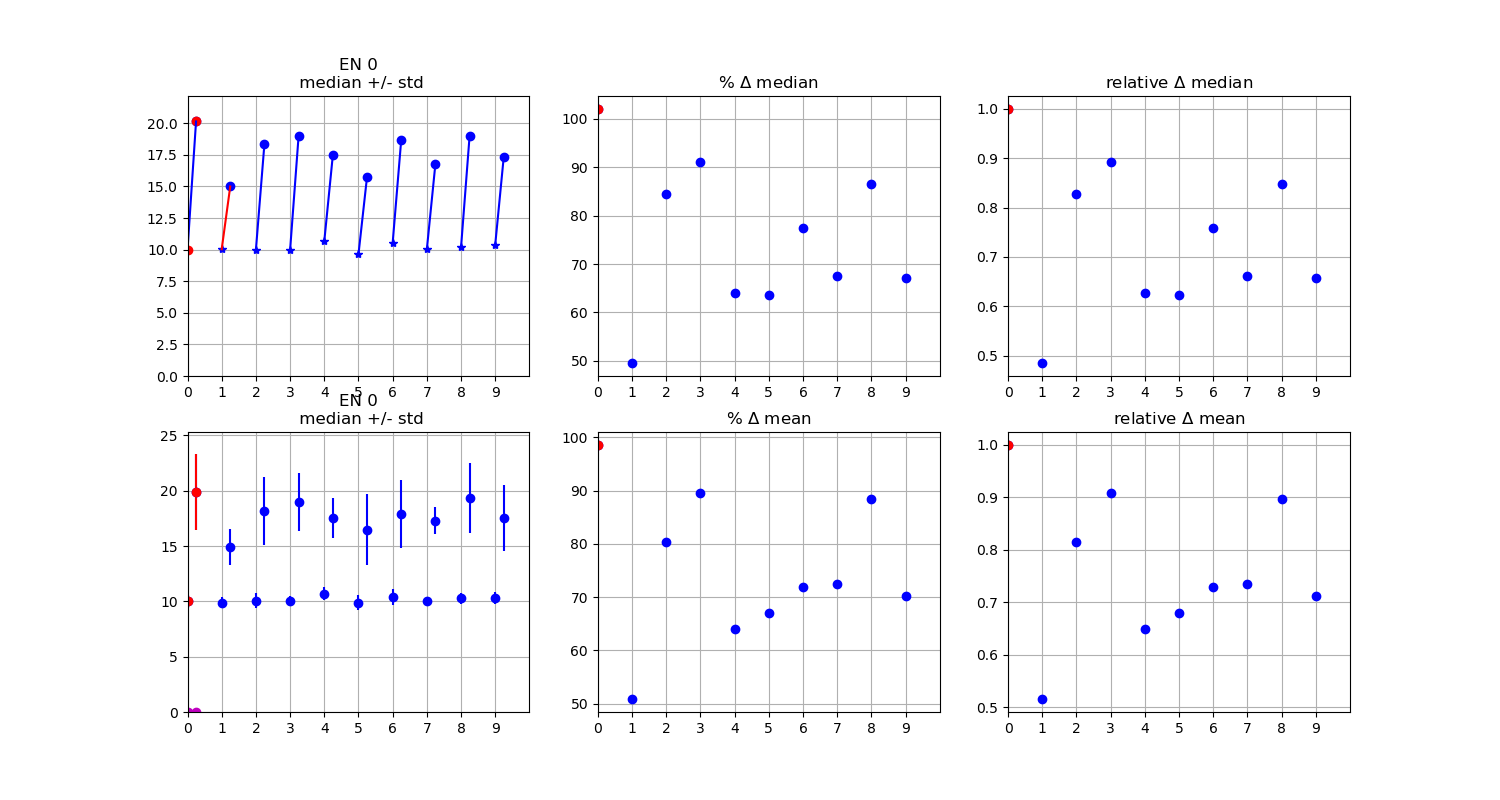 EN 0
median +/- std
20.0
17.5
15.0
12.5
10.0
7.5
5.0
2.5
0.0
0 1 2 3 4 5 6 7 8 9
% Δ median
100
90
80
70
60
50
0 1 2 3 4 5 6 7 8 9
relative Δ median
1.0
0.9
0.8
0.7
0.6
0.5
0 1 2 3 4 5 6 7 8 9
EN 0
median +/- std
25
20
15
10
5
0
0 1 2 3 4 5 6 7 8 9
% Δ mean
100
90
80
70
60
50
0 1 2 3 4 5 6 7 8 9
relative Δ mean
1.0
0.9
0.8
0.7
0.6
0.5
0 1 2 3 4 5 6 7 8 9